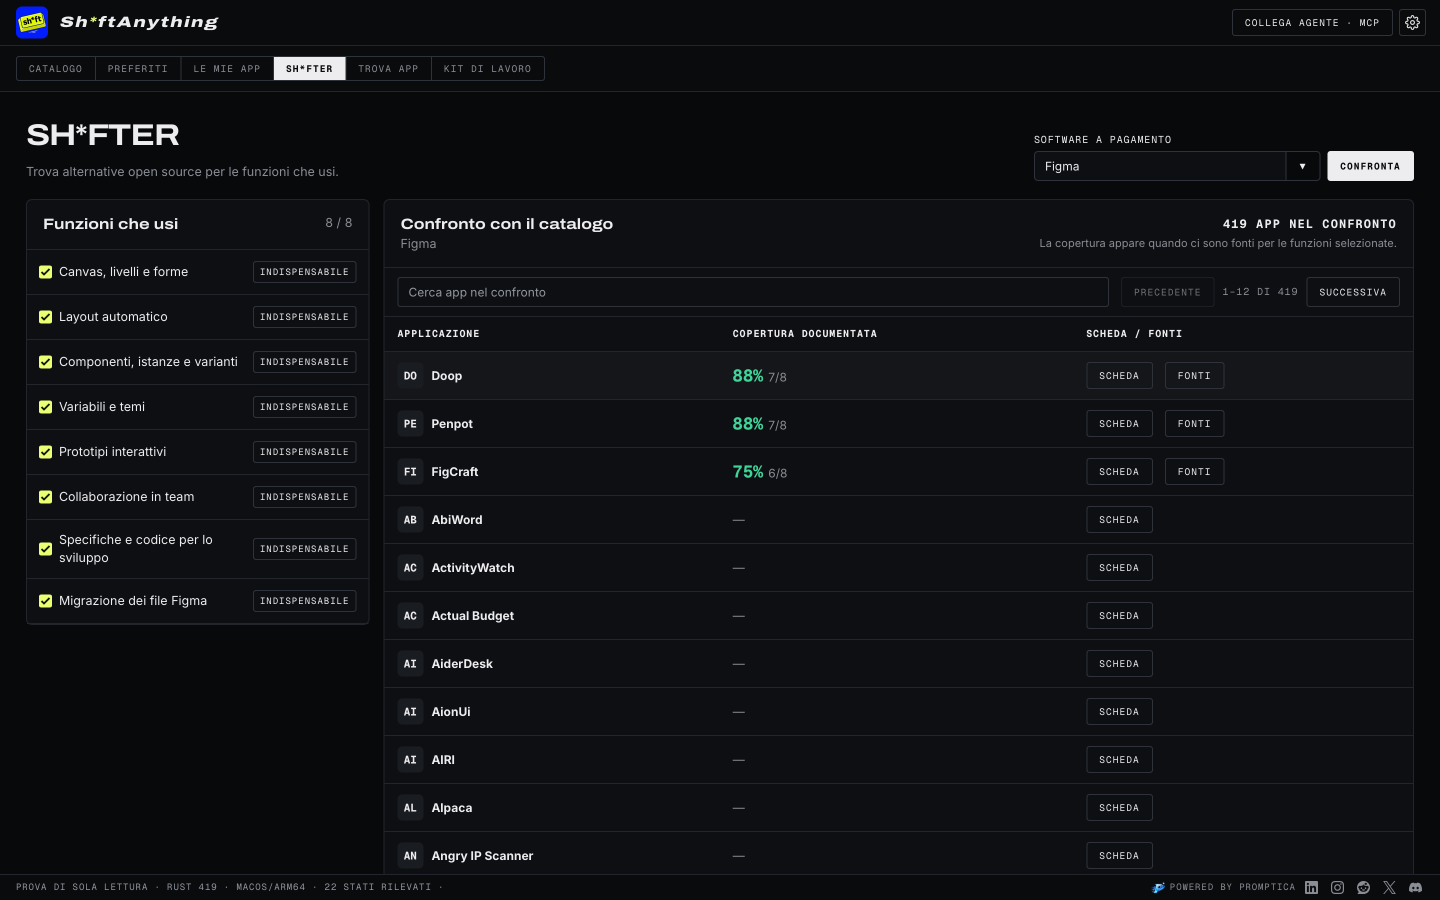 sh*ft
Sh*ftAnything
COLLEGA AGENTE · MCP
CATALOGO
PREFERITI
LE MIE APP
SH*FTER
TROVA APP
KIT DI LAVORO
SH*FTER
Trova alternative open source per le funzioni che usi.
SOFTWARE A PAGAMENTO
Figma
CONFRONTA
Funzioni che usi
8 / 8
Canvas, livelli e forme
INDISPENSABILE
Layout automatico
INDISPENSABILE
Componenti, istanze e varianti
INDISPENSABILE
Variabili e temi
INDISPENSABILE
Prototipi interattivi
INDISPENSABILE
Collaborazione in team
INDISPENSABILE
Specifiche e codice per lo
sviluppo
INDISPENSABILE
Migrazione dei file Figma
INDISPENSABILE
Confronto con il catalogo
Figma
419 APP NEL CONFRONTO
La copertura appare quando ci sono fonti per le funzioni selezionate.
Cerca app nel confronto
PRECEDENTE
1–12 DI 419
SUCCESSIVA
APPLICAZIONE
COPERTURA DOCUMENTATA
SCHEDA / FONTI
DO Doop 88% 7/8 SCHEDA FONTI
PE Penpot 88% 7/8 SCHEDA FONTI
FI FigCraft 75% 6/8 SCHEDA FONTI
AB AbiWord — SCHEDA
AC ActivityWatch — SCHEDA
AC Actual Budget — SCHEDA
AI AiderDesk — SCHEDA
AI AionUi — SCHEDA
AI AIRI — SCHEDA
AL Alpaca — SCHEDA
AN Angry IP Scanner — SCHEDA
PROVA DI SOLA LETTURA · RUST 419 · MACOS/ARM64 · 22 STATI RILEVATI ·
POWERED BY PROMPTICA